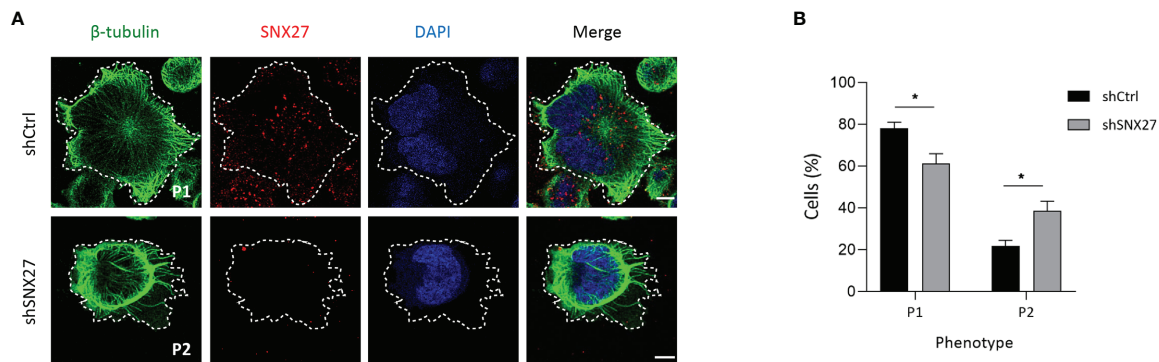 A
β-tubulin SNX27 DAPI Merge
shCtrl
P1
shSNX27
P2
B
100
80
60
40
20
0
Cells (%)
* *
P1 P2
Phenotype
shCtrl
shSNX27